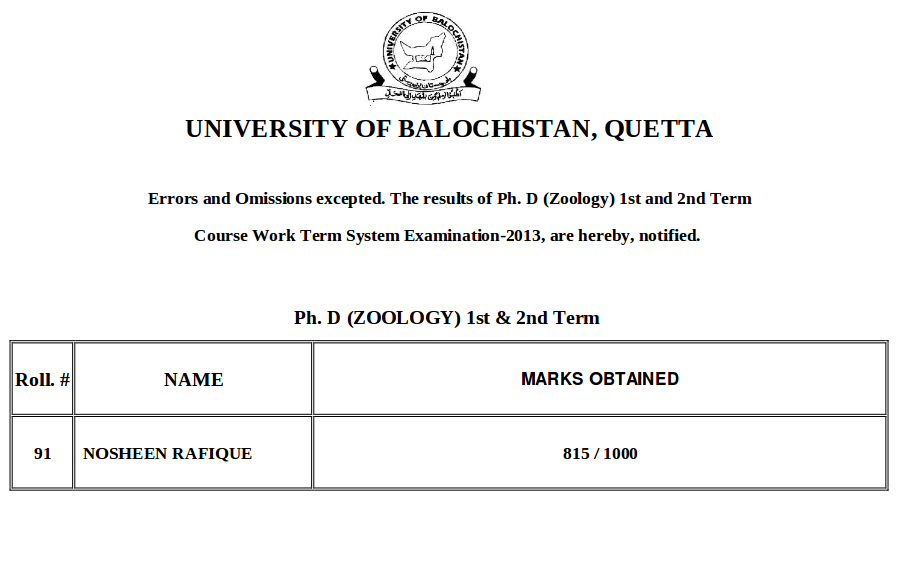 UNIVERSITY OF BALOCHISTAN
UNIVERSITY OF BALOCHISTAN, QUETTA
Errors and Omissions excepted. The results of Ph. D (Zoology) 1st and 2nd Term
Course Work Term System Examination-2013, are hereby, notified.
Ph. D (ZOOLOGY) 1st & 2nd Term
Roll. # NAME MARKS OBTAINED
91 NOSHEEN RAFIQUE 815 / 1000